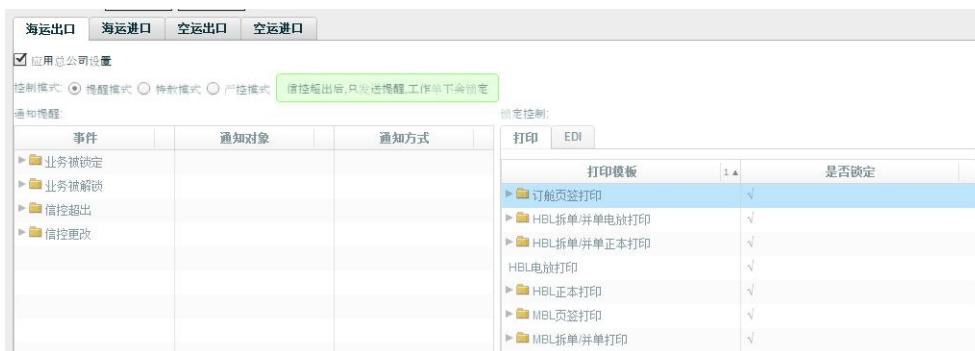 海运出口 海运进口 空运出口 空运进口
应用总公司设置
控制模式: 提醒模式 特敕模式 严控模式 信控超出后,只发送提醒,工作单不会锁定
通知提醒:
锁定控制:
事件 通知对象 通知方式
业务被锁定
业务被解锁
信控超出
信控更改
打印 EDI
打印模板 1 ▲ 是否锁定
订舱页签打印 √
HBL拆单/并单电放打印 √
HBL拆单/并单正本打印 √
HBL电放打印 √
HBL正本打印 √
MBL页签打印 √
MBL拆单/并单打印 √